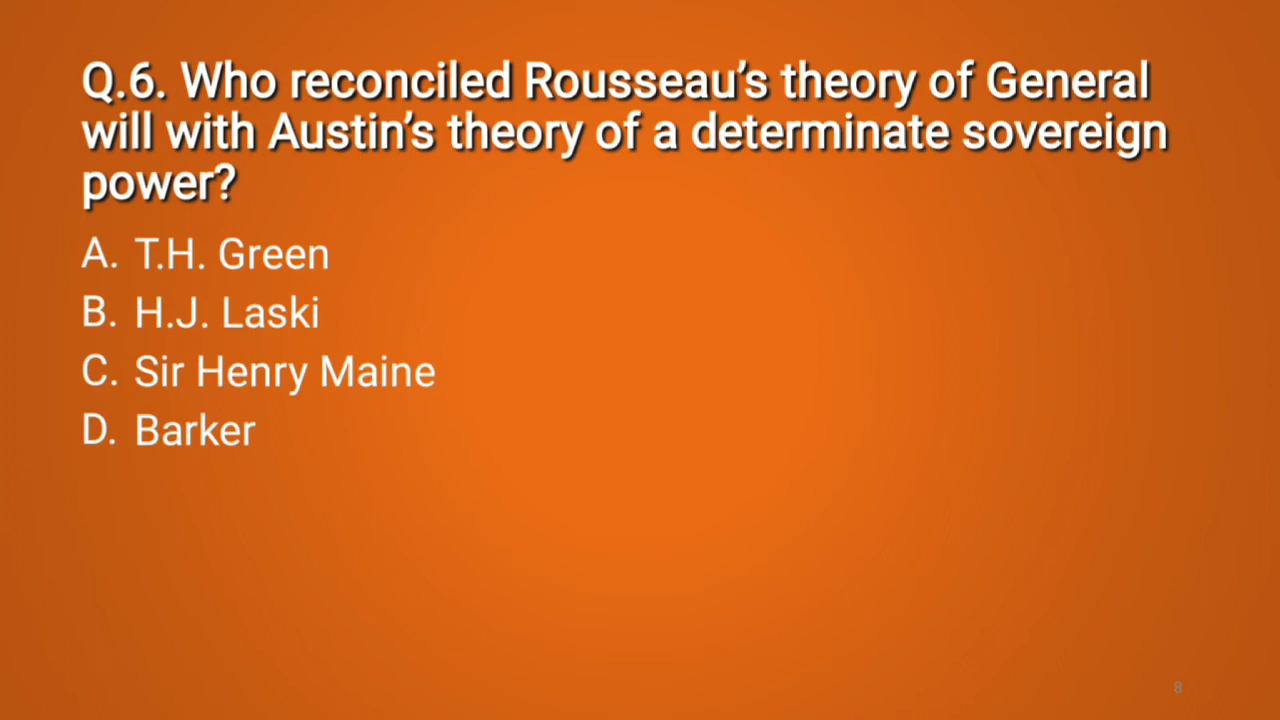 Q.6. Who reconciled Rousseau’s theory of General
will with Austin’s theory of a determinate sovereign
power?
A. T.H. Green
B. H.J. Laski
C. Sir Henry Maine
D. Barker
8